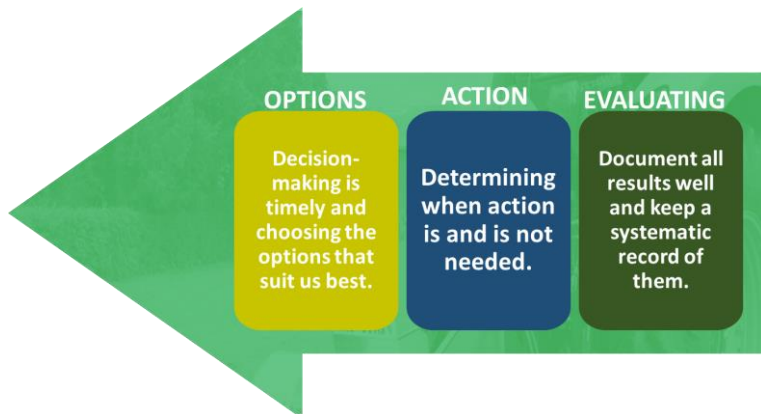 OPTIONS
Decision-
making is
timely and
choosing the
options that
suit us best.
ACTION
Determining
when action
is and is not
needed.
EVALUATING
Document all
results well
and keep a
systematic
record of
them.